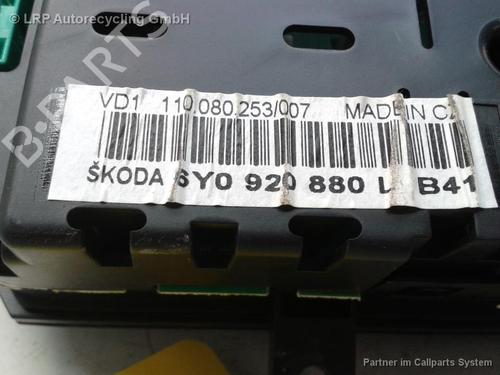 © LRP Autorecycling GmbH
B-PARTS
VD1 110.080.253/007 MADE IN CZ
ŠKODA 6Y0 920 880 L B41
Partner im Callparts System